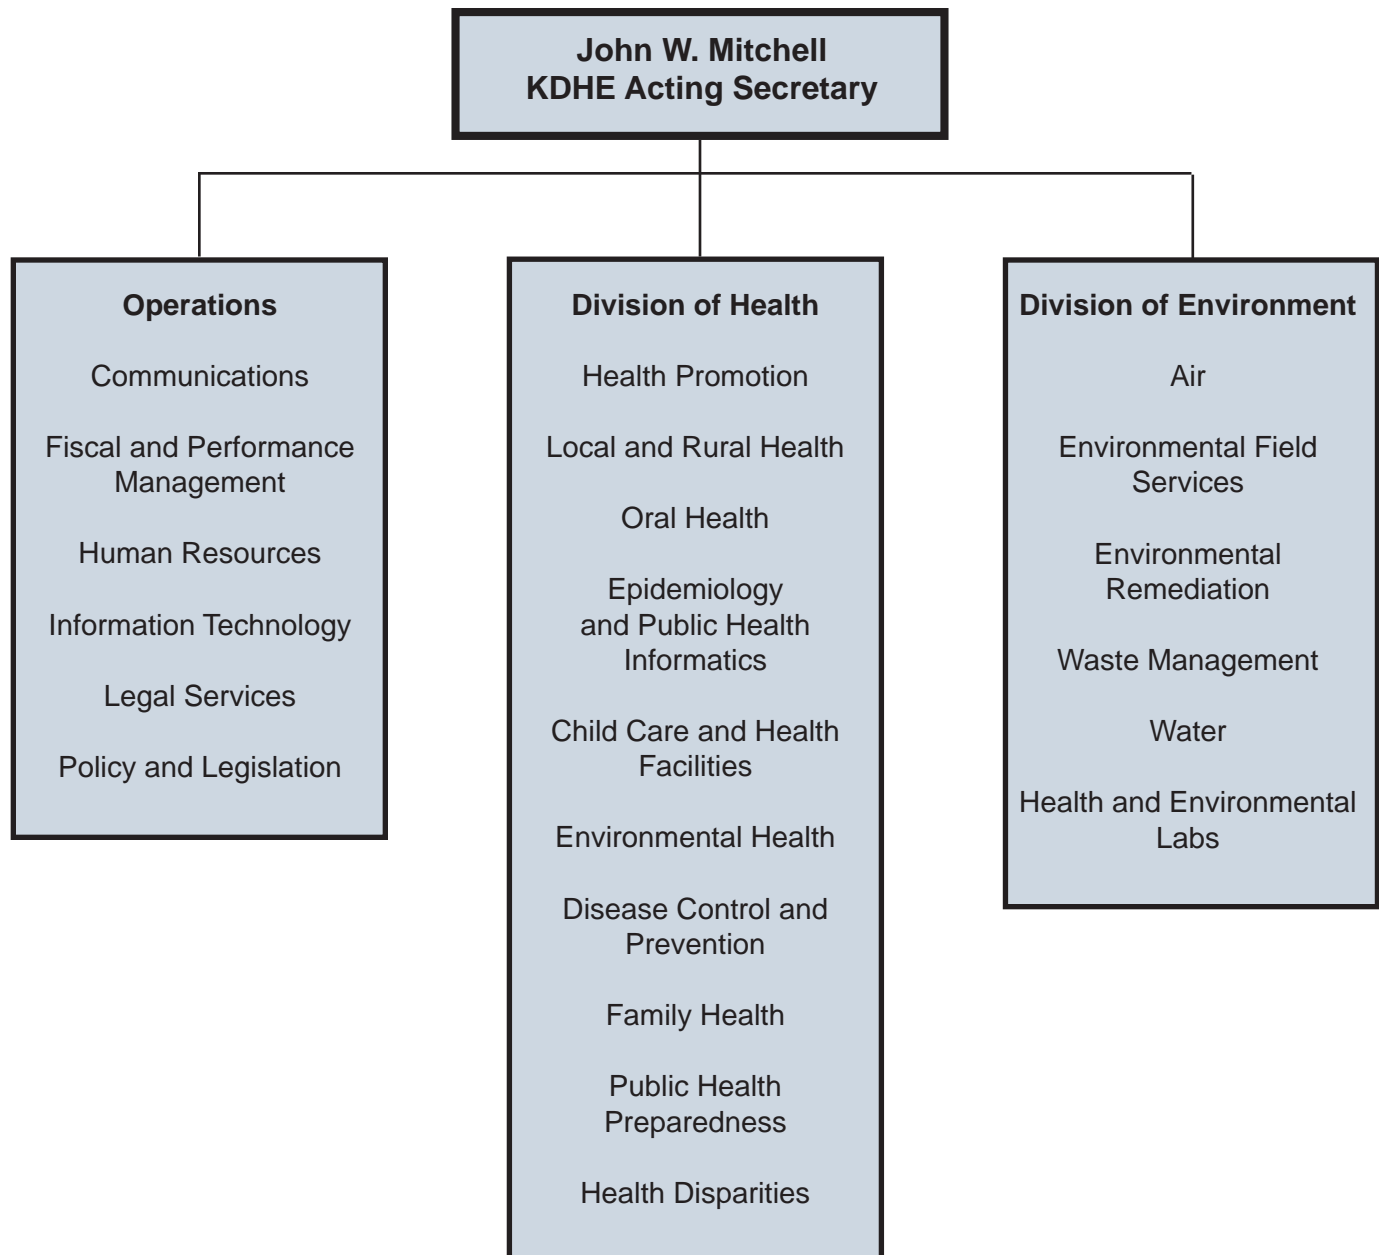 John W. Mitchell
KDHE Acting Secretary
Operations
Communications
Fiscal and Performance
Management
Human Resources
Information Technology
Legal Services
Policy and Legislation
Division of Health
Health Promotion
Local and Rural Health
Oral Health
Epidemiology
and Public Health
Informatics
Child Care and Health
Facilities
Environmental Health
Disease Control and
Prevention
Family Health
Public Health
Preparedness
Health Disparities
Division of Environment
Air
Environmental Field
Services
Environmental
Remediation
Waste Management
Water
Health and Environmental
Labs